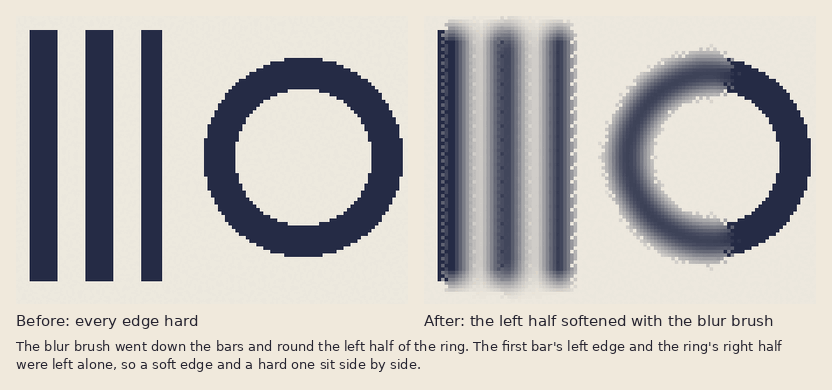 Before: every edge hard
After: the left half softened with the blur brush
The blur brush went down the bars and round the left half of the ring. The first bar's left edge and the ring's right half
were left alone, so a soft edge and a hard one sit side by side.